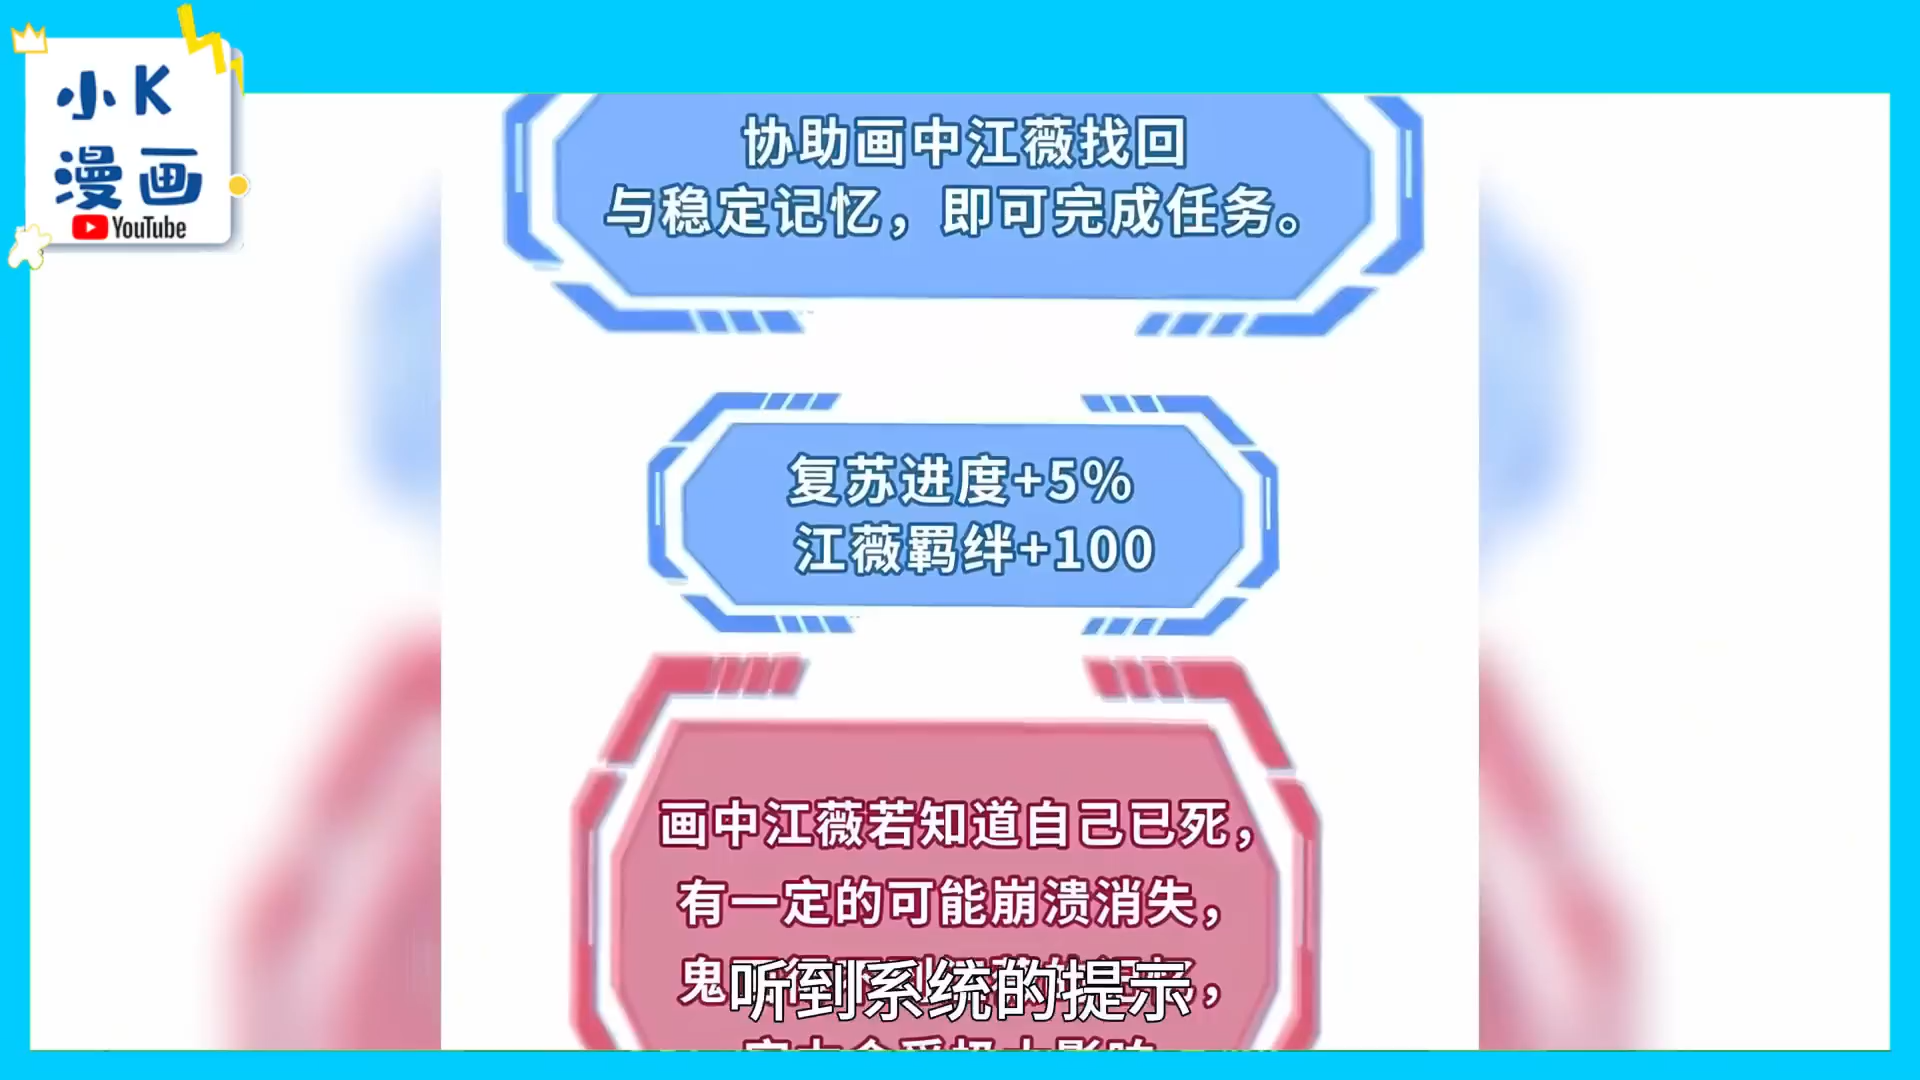 小K
漫画
YouTube
协助画中江薇找回
与稳定记忆，即可完成任务。
复苏进度+5%
江薇羁绊+100
画中江薇若知道自己已死，
有一定的可能崩溃消失，
鬼
听到系统的提示